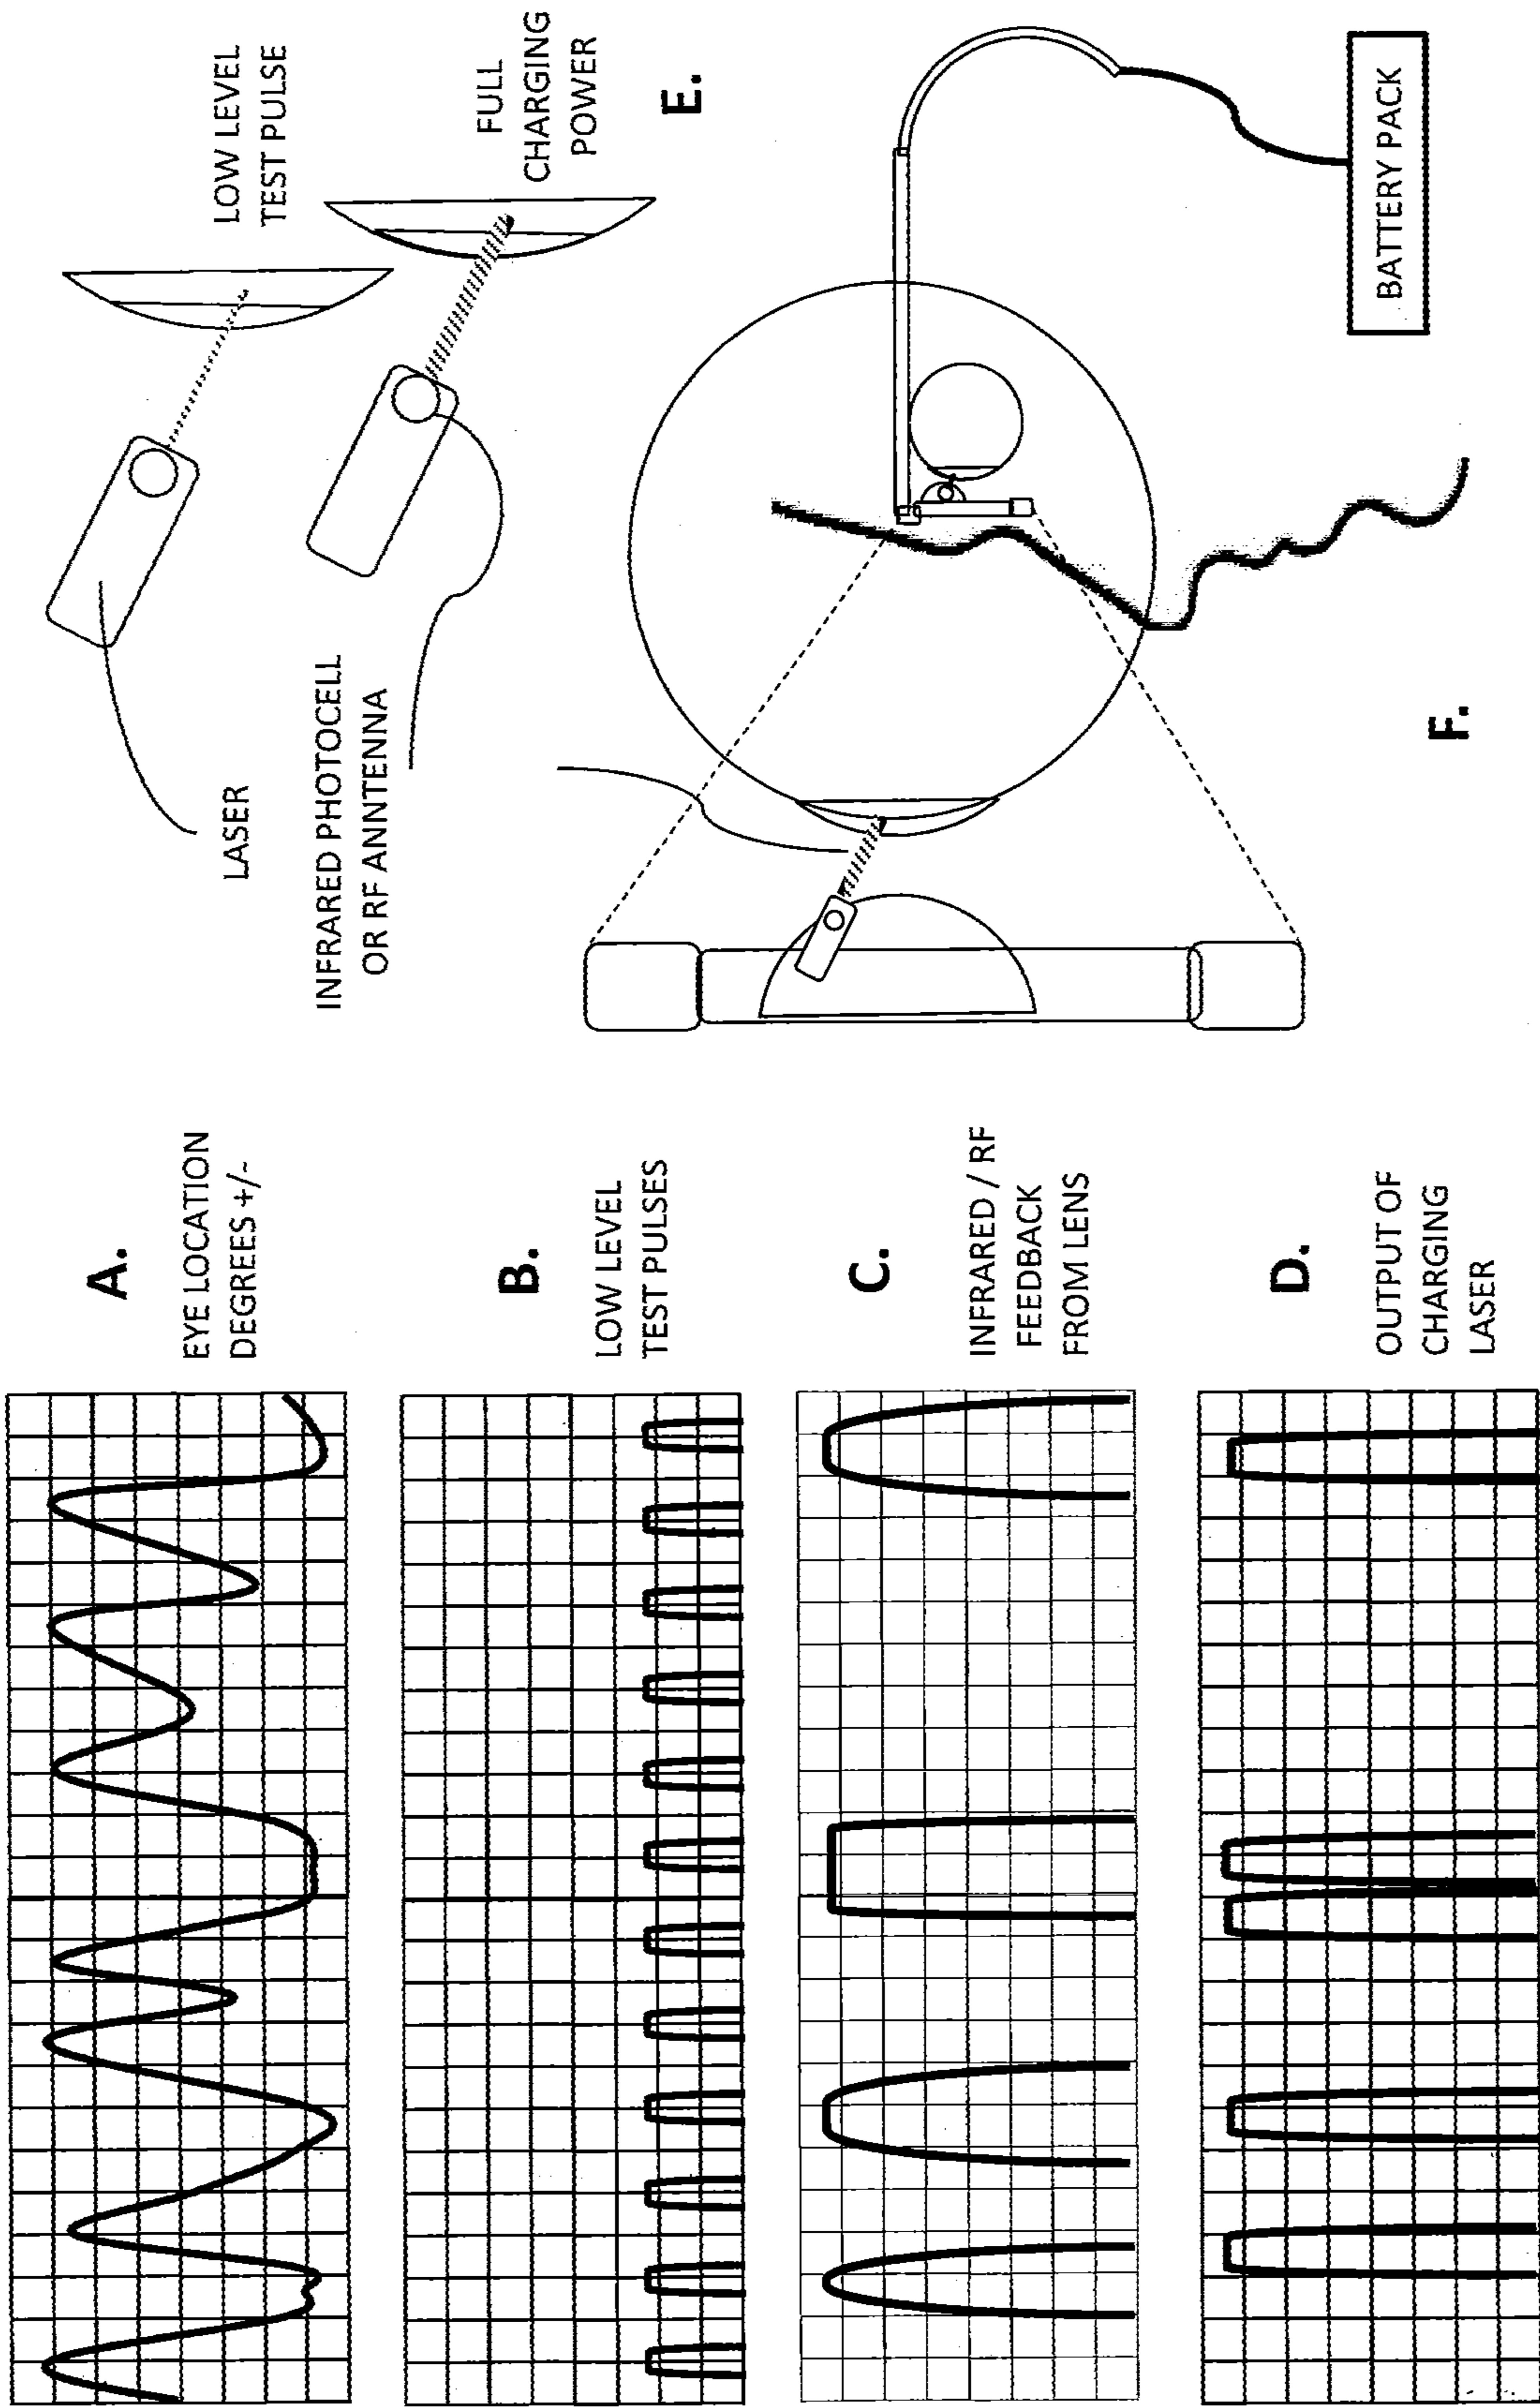 A.
EYE LOCATION
DEGREES +/-
B.
LOW LEVEL
TEST PULSES
C.
INFRARED / RF
FEEDBACK
FROM LENS
D.
OUTPUT OF
CHARGING
LASER
LASER
LOW LEVEL
TEST PULSE
INFRARED PHOTOCELL
OR RF ANNTENNA
FULL
CHARGING
POWER
E.
F.
BATTERY PACK